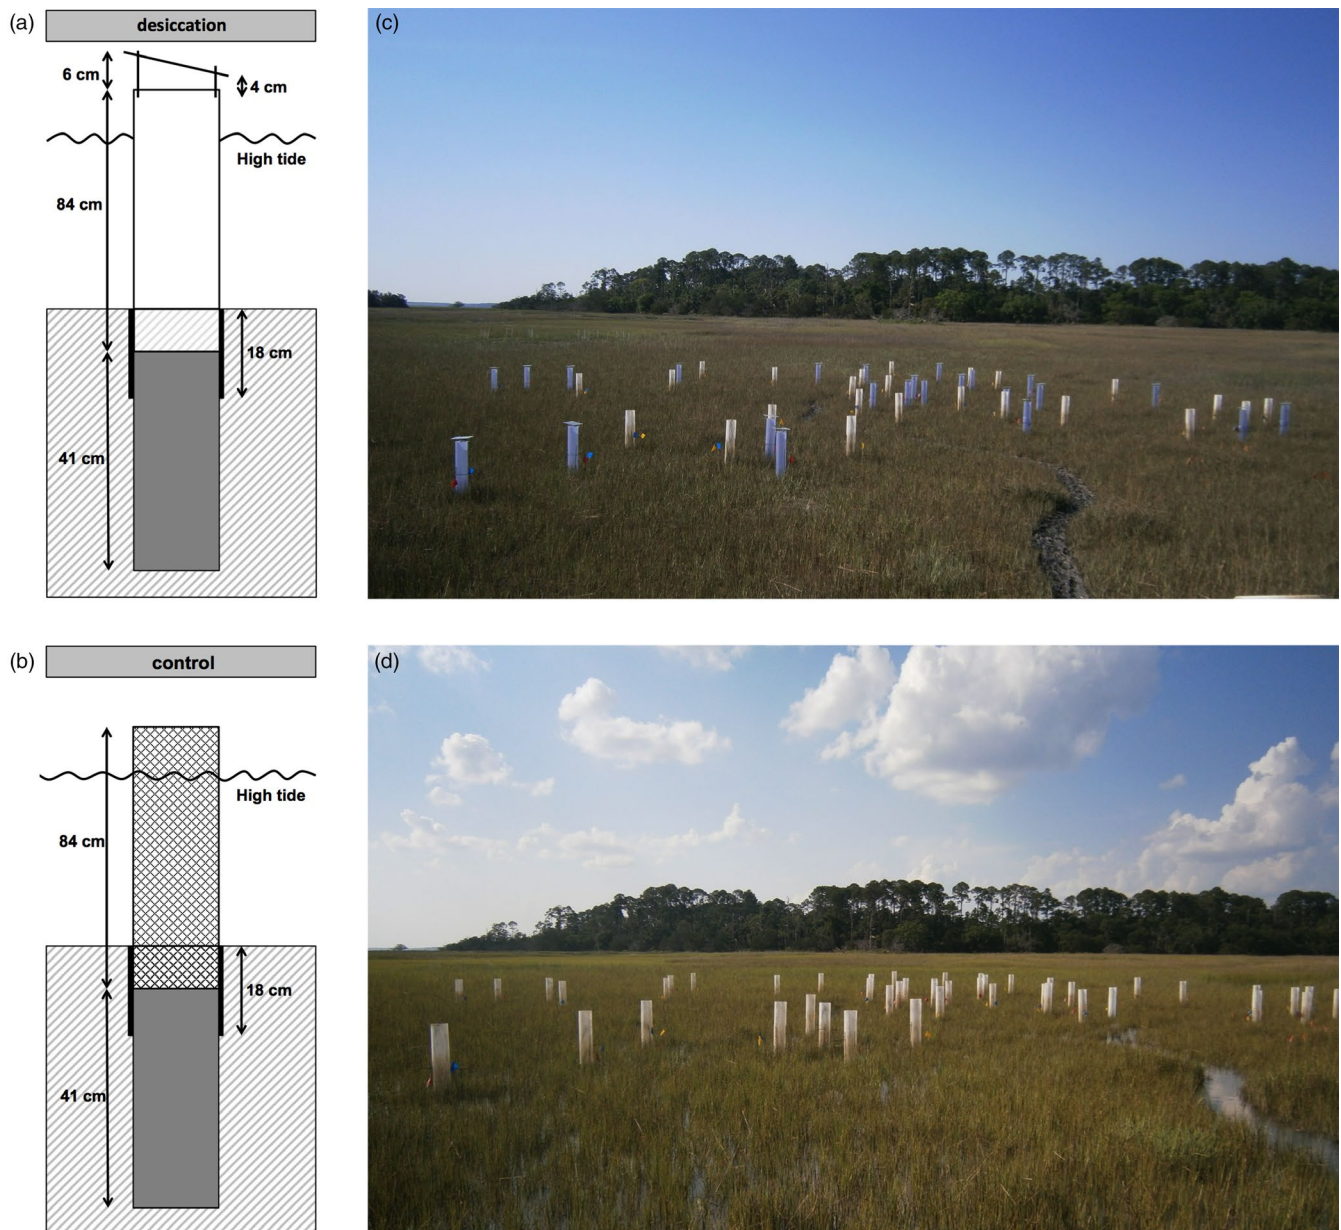 (a)
desiccation
6 cm
4 cm
High tide
84 cm
18 cm
41 cm
(c)
(b)
control
High tide
84 cm
18 cm
41 cm
(d)